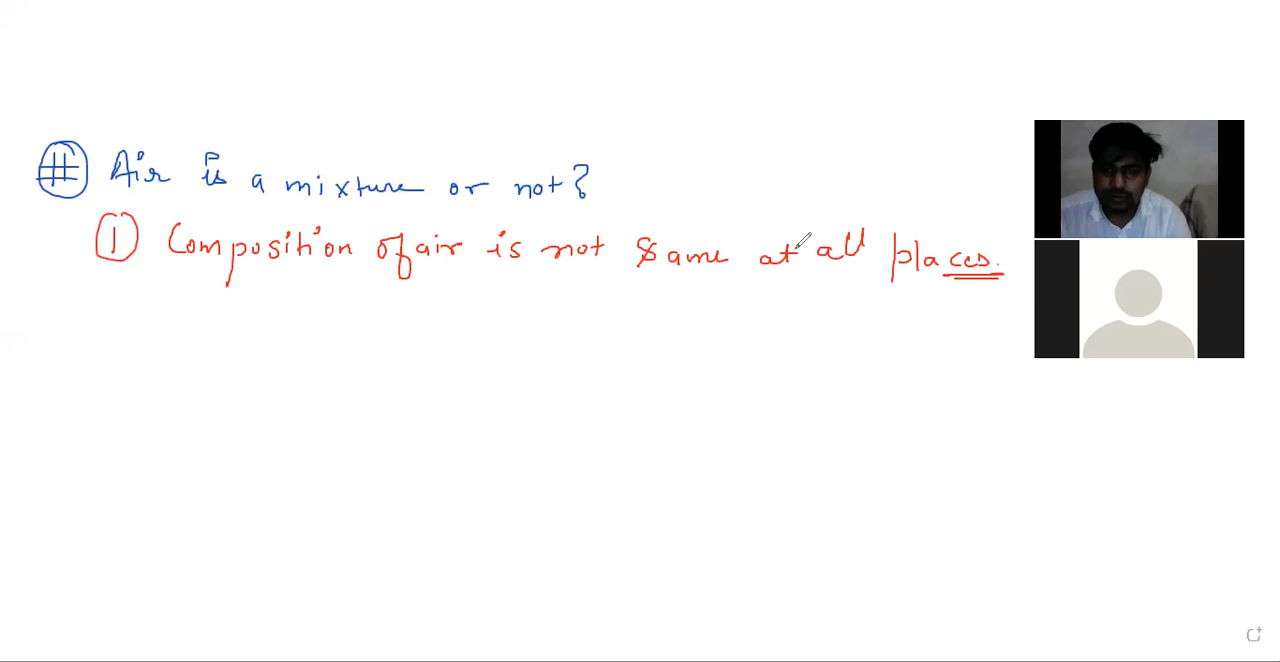 # Air is a mixture or not?
1 Composition of air is not same at all places.